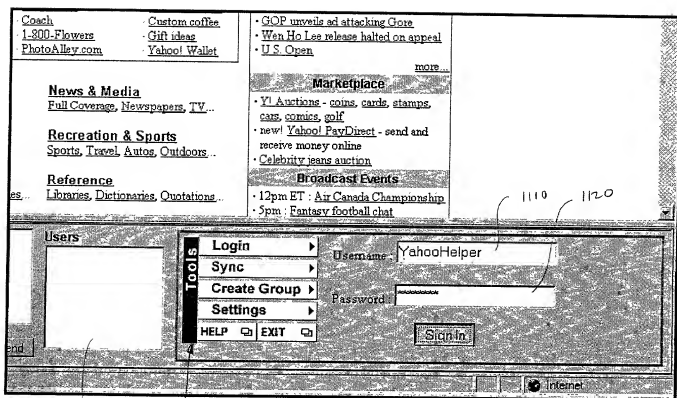 · Coach
· 1-800-Flowers
· PhotoAlley.com
· Custom coffee
· Gift ideas
· Yahoo! Wallet
· GOP unveils ad attacking Gore
· Wen Ho Lee release halted on appeal
· U.S. Open
more...
News & Media
Full Coverage, Newspapers, TV...
Recreation & Sports
Sports, Travel, Autos, Outdoors...
Reference
es... Libraries, Dictionaries, Quotations...
Marketplace
· Y! Auctions - coins, cards, stamps,
cars, comics, golf
· new! Yahoo! PayDirect - send and
receive money online
· Celebrity jeans auction
Broadcast Events
· 12pm ET : Air Canada Championship
· 5pm : Fantasy football chat
1110
1120
Users
end
Tools
Login
Sync
Create Group
Settings
HELP
EXIT
Username: YahooHelper
Password: ********
Sign In
Internet